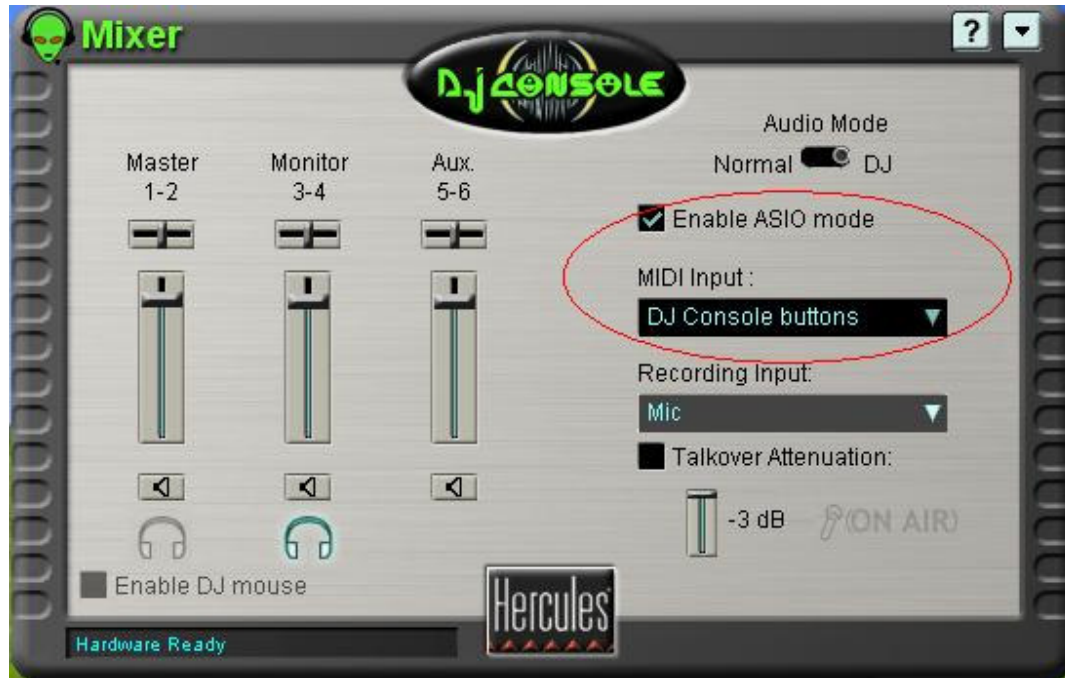 Mixer
?
DJ CONSOLE
Audio Mode
Normal DJ
Master Monitor Aux.
1-2 3-4 5-6
Enable ASIO mode
MIDI Input :
DJ Console buttons
Recording Input:
Mic
Talkover Attenuation:
-3 dB (ON AIR)
Enable DJ mouse
Hercules
Hardware Ready